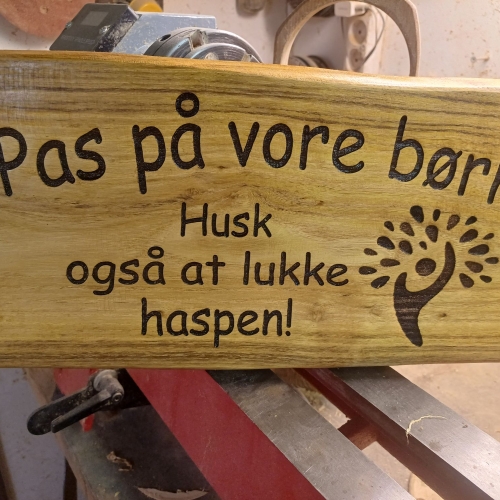 Pas på vore børn
Husk
også at lukke
haspen!